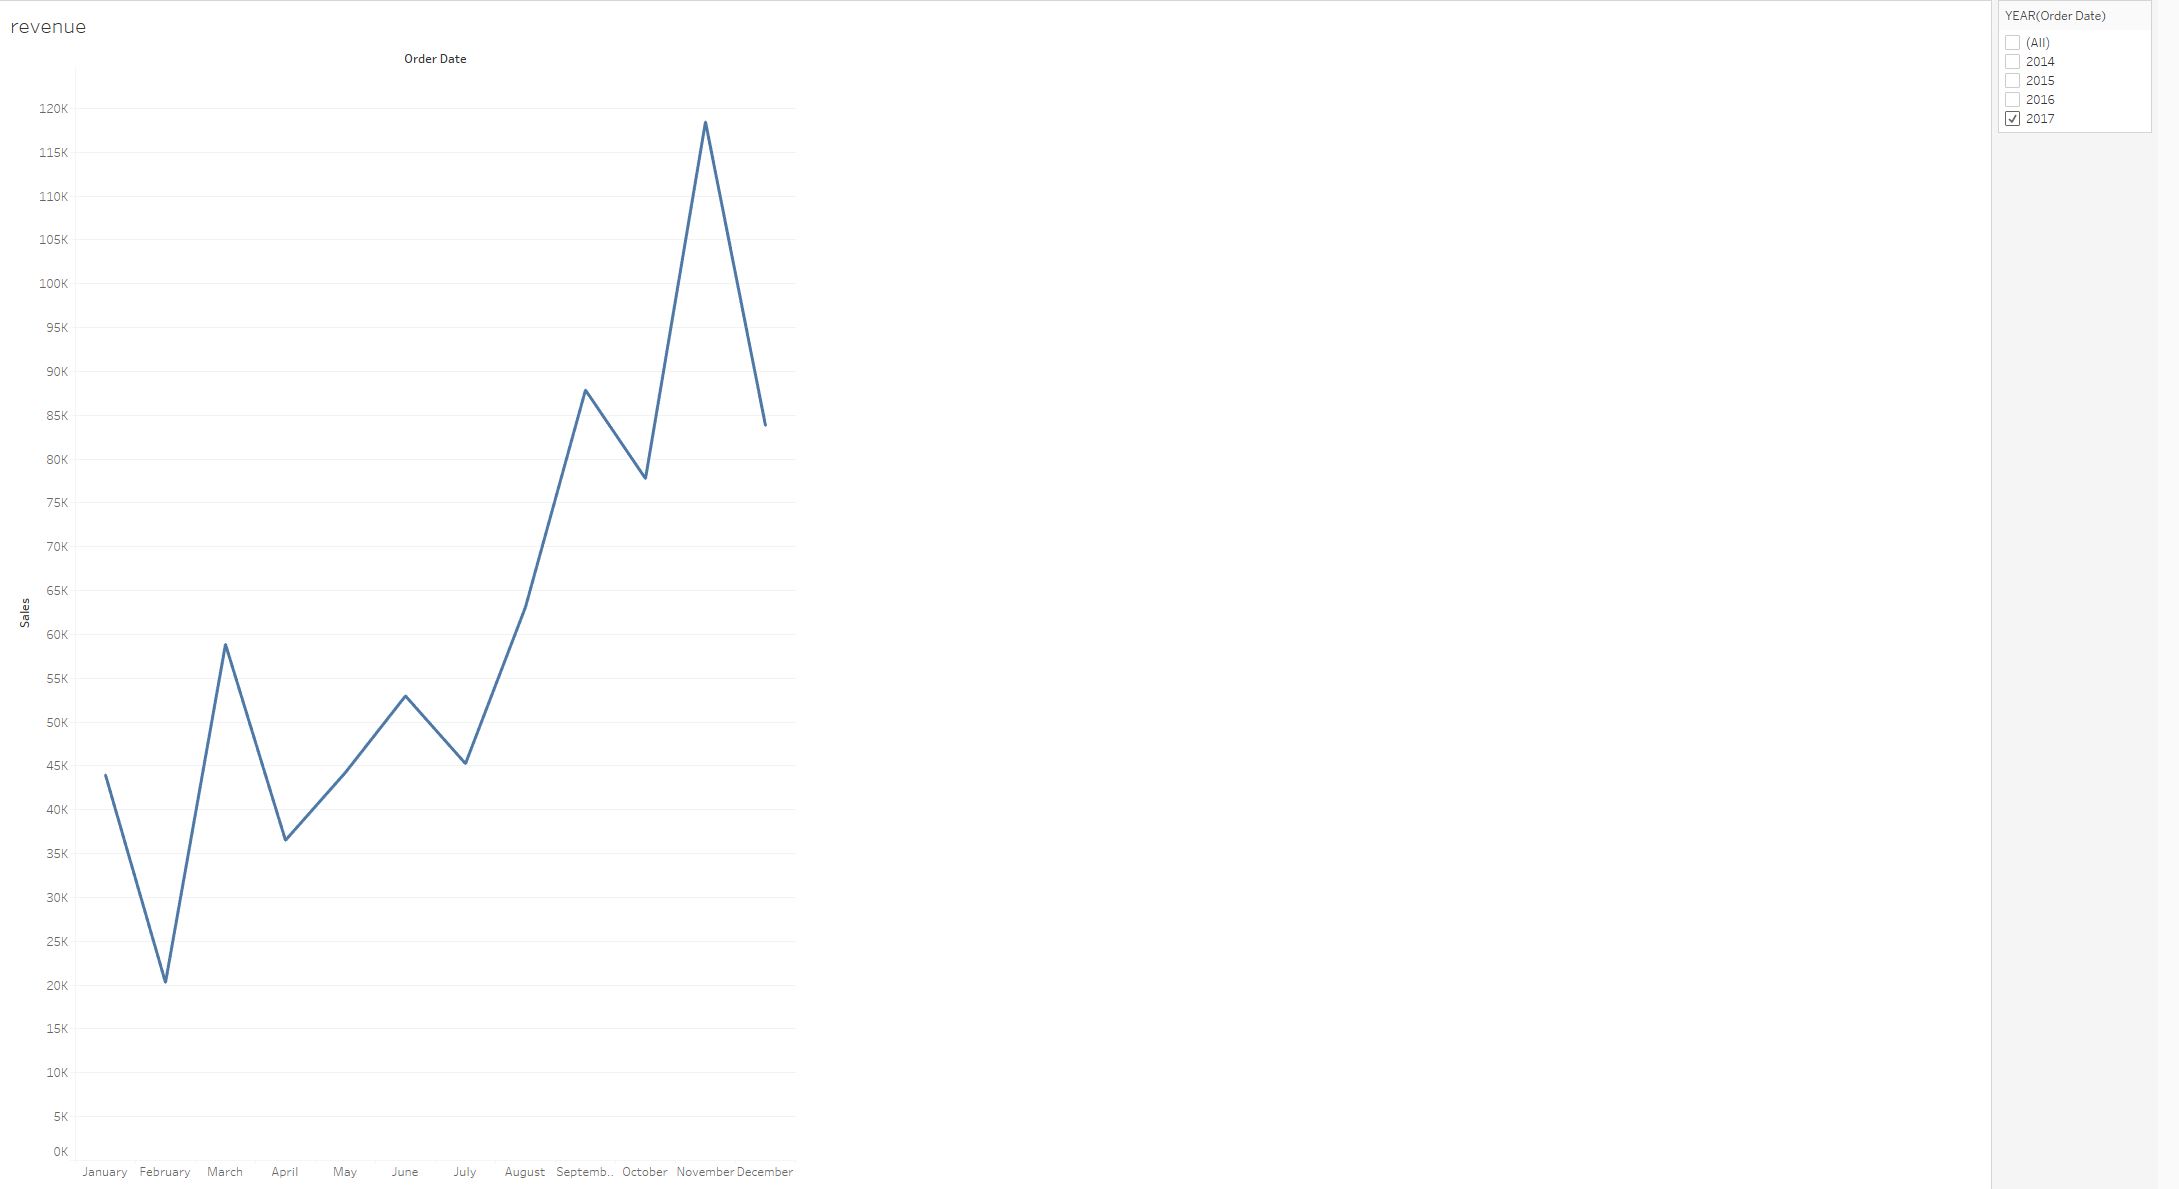 revenue
Order Date
120K
115K
110K
105K
100K
95K
90K
85K
80K
75K
70K
65K
60K
55K
50K
45K
40K
35K
30K
25K
20K
15K
10K
5K
0K
Sales
January February March April May June July August Septemb.. October November December
YEAR(Order Date)
(All)
2014
2015
2016
2017